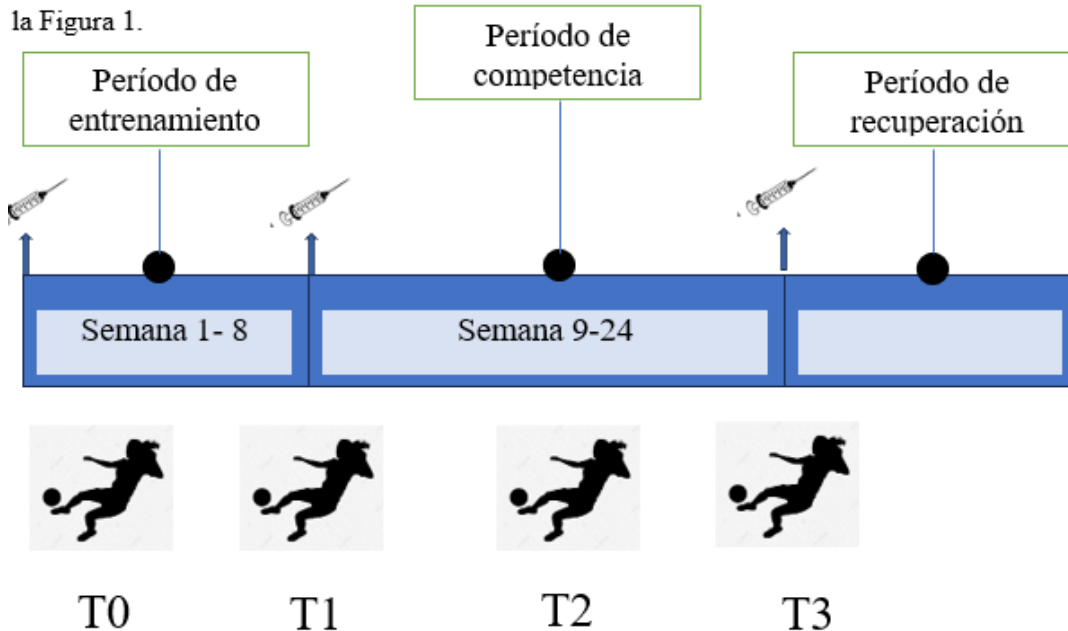 la Figura 1.
Período de
entrenamiento
Período de
competencia
Período de
recuperación
Semana 1- 8
Semana 9-24
T0
T1
T2
T3